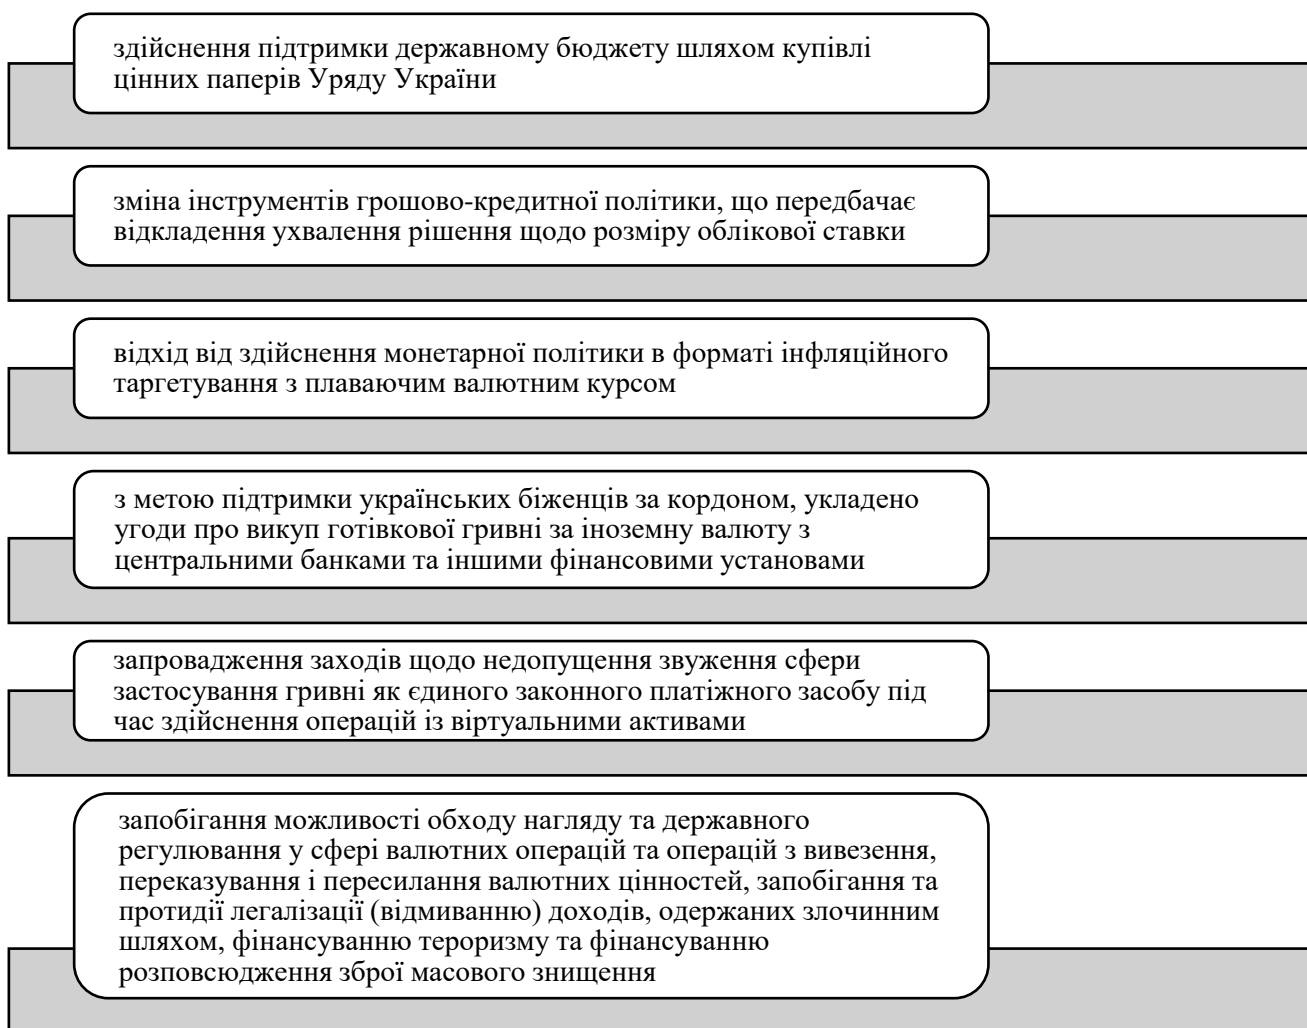 здійснення підтримки державному бюджету шляхом купівлі
цінних паперів Уряду України
зміна інструментів грошово-кредитної політики, що передбачає
відкладення ухвалення рішення щодо розміру облікової ставки
відхід від здійснення монетарної політики в форматі інфляційного
таргетування з плаваючим валютним курсом
з метою підтримки українських біженців за кордоном, укладено
угоди про викуп готівкової гривні за іноземну валюту з
центральними банками та іншими фінансовими установами
запровадження заходів щодо недопущення звуження сфери
застосування гривні як єдиного законного платіжного засобу під
час здійснення операцій із віртуальними активами
запобігання можливості обходу нагляду та державного
регулювання у сфері валютних операцій та операцій з вивезення,
переказування і пересилання валютних цінностей, запобігання та
протидії легалізації (відмиванню) доходів, одержаних злочинним
шляхом, фінансуванню тероризму та фінансуванню
розповсюдження зброї масового знищення